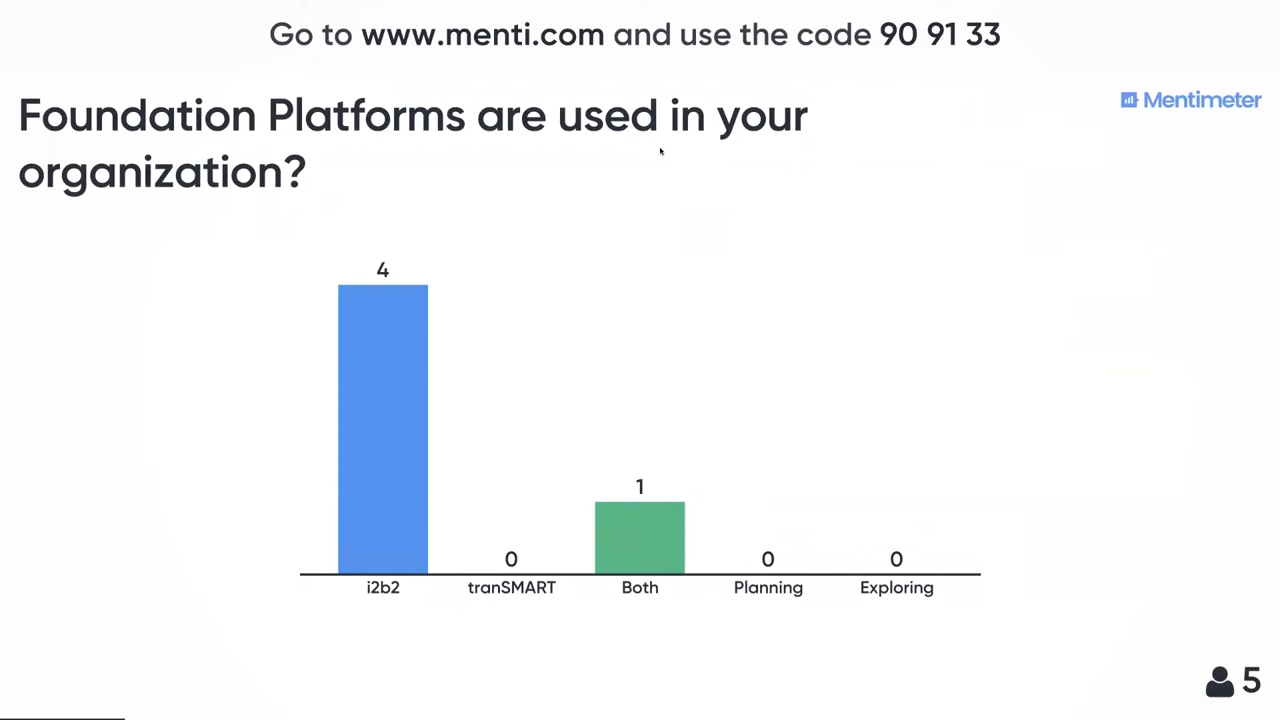 Go to www.menti.com and use the code 90 91 33
Mentimeter
Foundation Platforms are used in your
organization?
4
1
0
0
0
i2b2
tranSMART
Both
Planning
Exploring
5